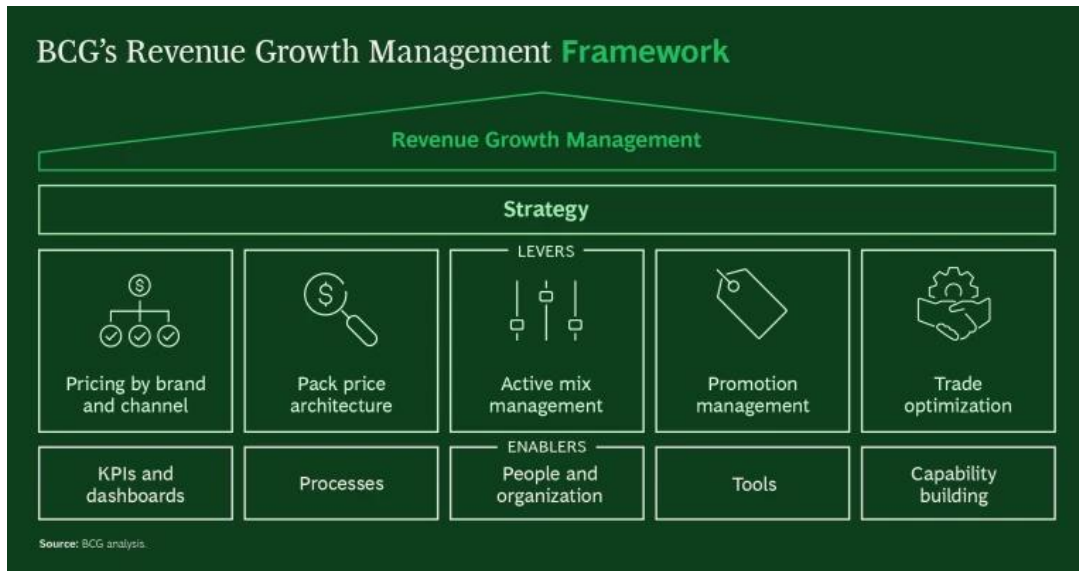 BCG's Revenue Growth Management Framework
Revenue Growth Management
Strategy
LEVERS
Pricing by brand
and channel
Pack price
architecture
Active mix
management
Promotion
management
Trade
optimization
ENABLERS
KPIs and
dashboards
Processes
People and
organization
Tools
Capability
building
Source: BCG analysis.